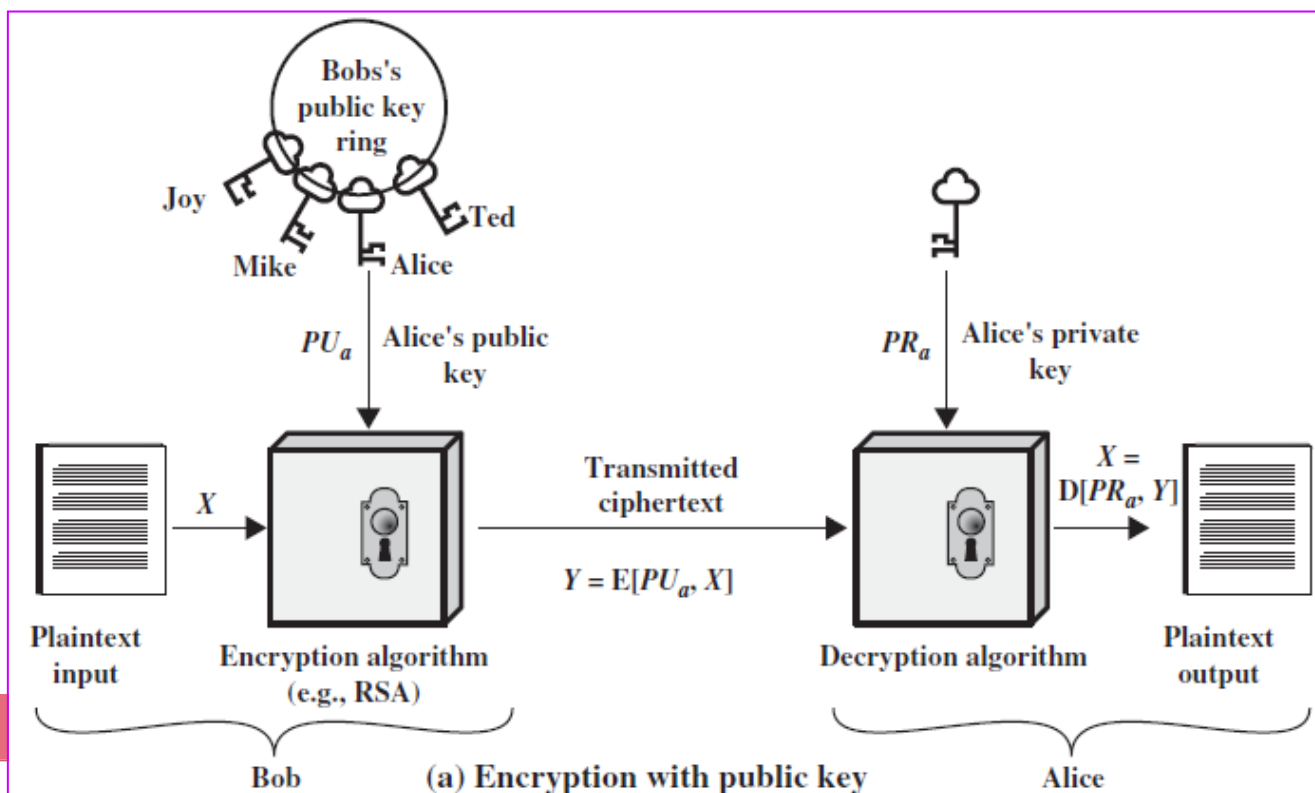 Bobs's
public key
ring
Joy
Ted
Mike
Alice
PUa
Alice's public
key
PRa
Alice's private
key
X
Transmitted
ciphertext
X =
D[PRa, Y]
Y = E[PUa, X]
Plaintext
input
Encryption algorithm
(e.g., RSA)
Decryption algorithm
Plaintext
output
Bob
(a) Encryption with public key
Alice